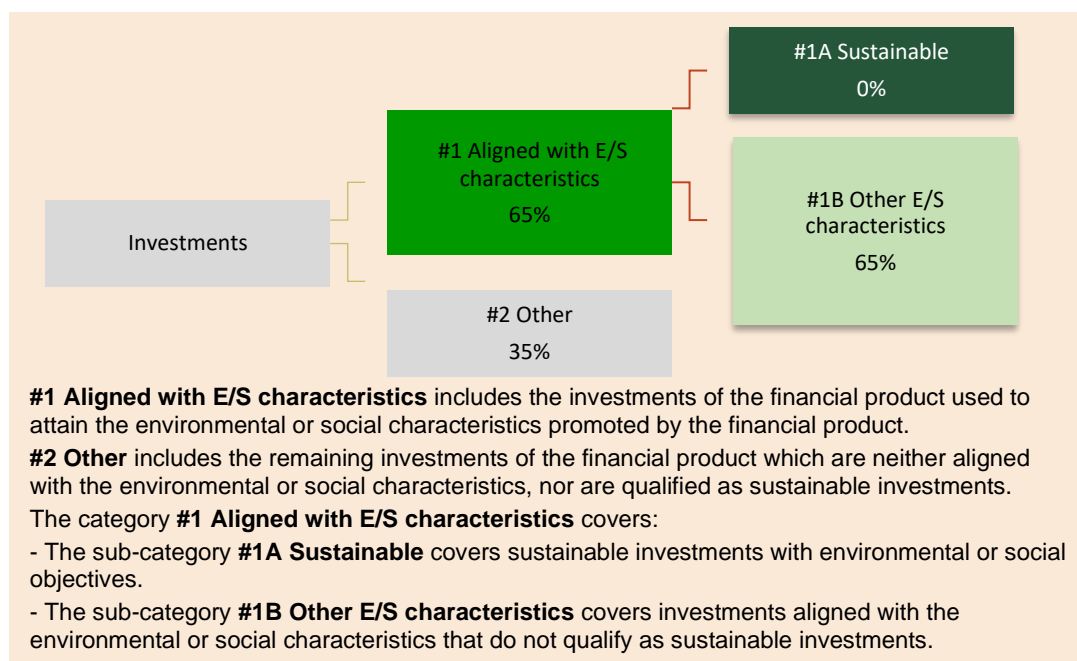 #1A Sustainable
0%
#1 Aligned with E/S
characteristics
65%
#1B Other E/S
characteristics
65%
Investments
#2 Other
35%
#1 Aligned with E/S characteristics includes the investments of the financial product used to
attain the environmental or social characteristics promoted by the financial product.
#2 Other includes the remaining investments of the financial product which are neither aligned
with the environmental or social characteristics, nor are qualified as sustainable investments.
The category #1 Aligned with E/S characteristics covers:
- The sub-category #1A Sustainable covers sustainable investments with environmental or social
objectives.
- The sub-category #1B Other E/S characteristics covers investments aligned with the
environmental or social characteristics that do not qualify as sustainable investments.